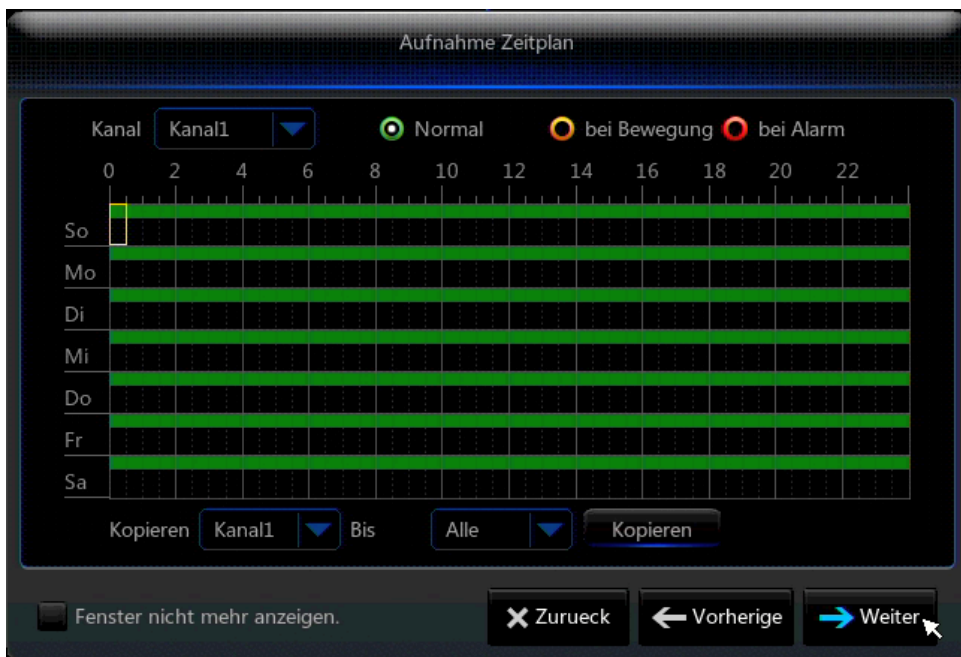 Aufnahme Zeitplan
Kanal Kanal1 Normal bei Bewegung bei Alarm
0 2 4 6 8 10 12 14 16 18 20 22
So
Mo
Di
Mi
Do
Fr
Sa
Kopieren Kanal1 Bis Alle Kopieren
Fenster nicht mehr anzeigen. Zurueck Vorherige Weiter